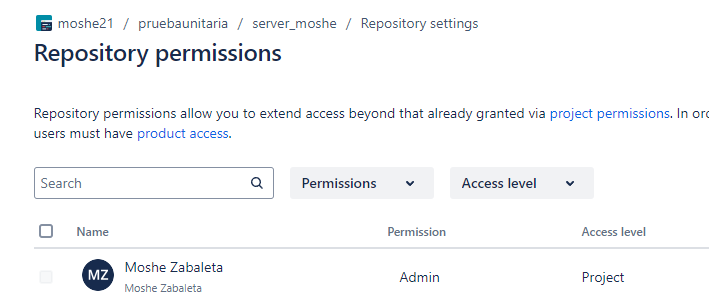 moshe21 / pruebaunitaria / server_moshe / Repository settings
Repository permissions
Repository permissions allow you to extend access beyond that already granted via project permissions. In ord
users must have product access.
Search Permissions Access level
Name Permission Access level
MZ Moshe Zabaleta Admin Project
Moshe Zabaleta